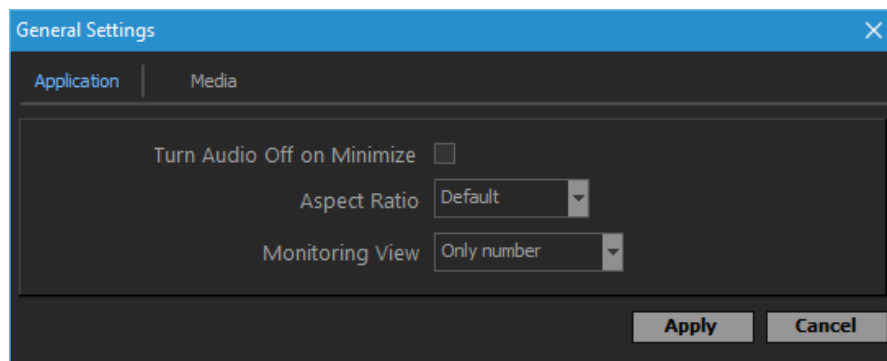 General Settings
Application Media
Turn Audio Off on Minimize
Aspect Ratio Default
Monitoring View Only number
Apply Cancel